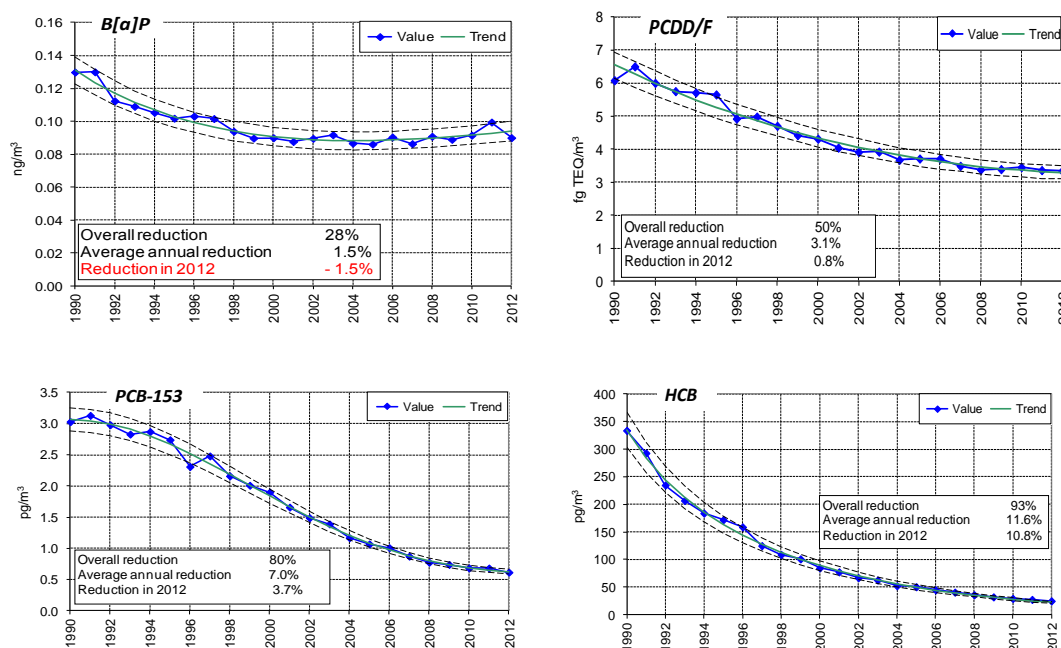 B[a]P
Value Trend
0.16
0.14
0.12
0.10
0.08
0.06
0.04
0.02
0.00
ng/m³
Overall reduction 28%
Average annual reduction 1.5%
Reduction in 2012 - 1.5%
1990 1992 1994 1996 1998 2000 2002 2004 2006 2008 2010 2012
PCDD/F
Value Trend
8
7
6
5
4
3
2
1
0
fg TEQ/m³
Overall reduction 50%
Average annual reduction 3.1%
Reduction in 2012 0.8%
1990 1992 1994 1996 1998 2000 2002 2004 2006 2008 2010 2012
PCB-153
Value Trend
3.5
3.0
2.5
2.0
1.5
1.0
0.5
0.0
pg/m³
Overall reduction 80%
Average annual reduction 7.0%
Reduction in 2012 3.7%
1990 1992 1994 1996 1998 2000 2002 2004 2006 2008 2010 2012
HCB
Value Trend
400
350
300
250
200
150
100
50
0
pg/m³
Overall reduction 93%
Average annual reduction 11.6%
Reduction in 2012 10.8%
1990 1992 1994 1996 1998 2000 2002 2004 2006 2008 2010 2012